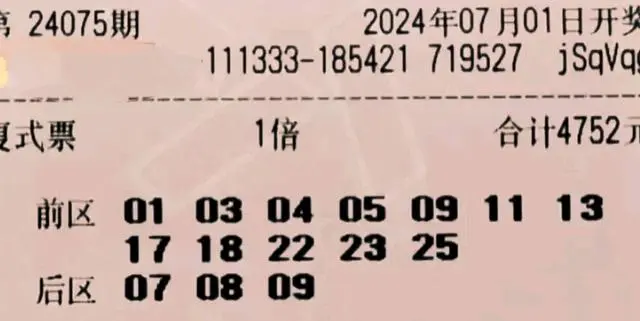 第 24075期 2024年07月01日开奖
111333-185421 719527 jSqVqg
复式票 1倍 合计4752元
前区 01 03 04 05 09 11 13
17 18 22 23 25
后区 07 08 09